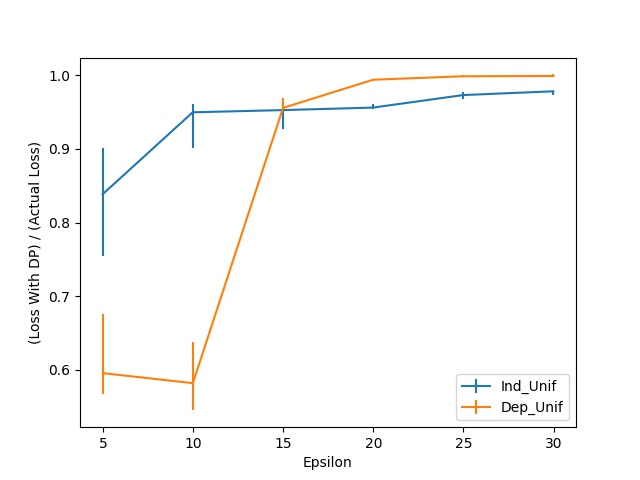 1.0
0.9
0.8
0.7
0.6
(Loss With DP) / (Actual Loss)
5 10 15 20 25 30
Epsilon
Ind_Unif
Dep_Unif